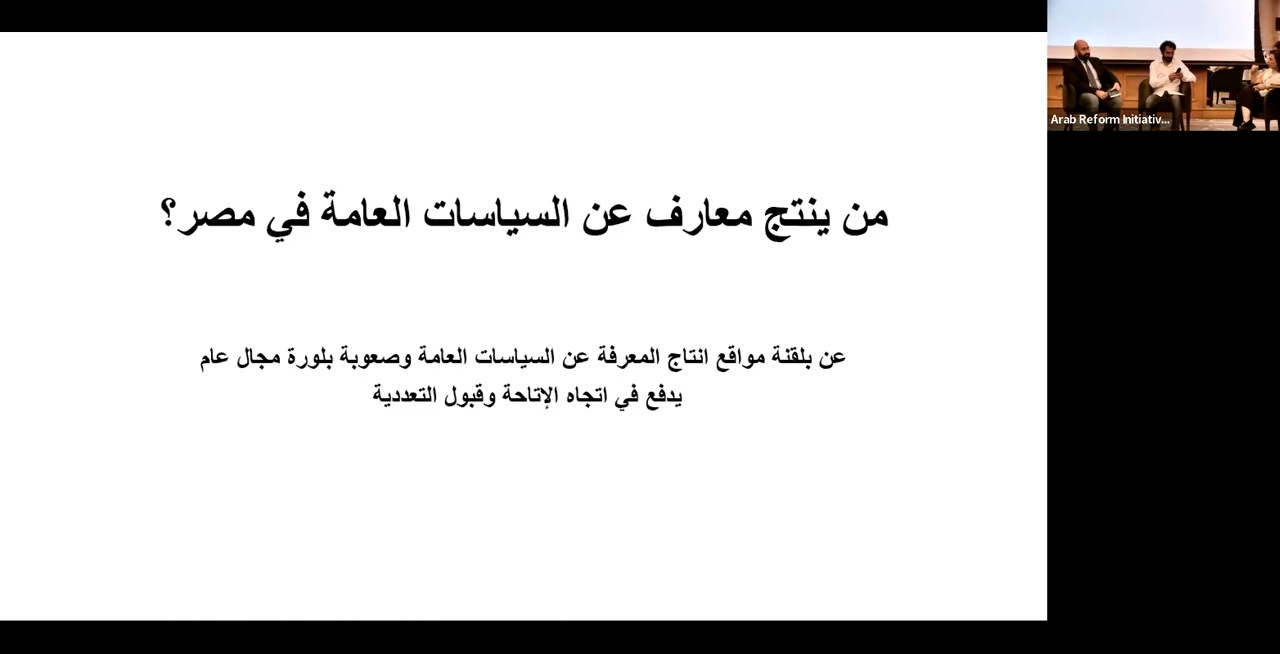 من ينتج معارف عن السياسات العامة في مصر؟
عن بلقنة مواقع انتاج المعرفة عن السياسات العامة وصعوبة بلورة مجال عام
يدفع في اتجاه الإتاحة وقبول التعددية
Arab Reform Initiativ...